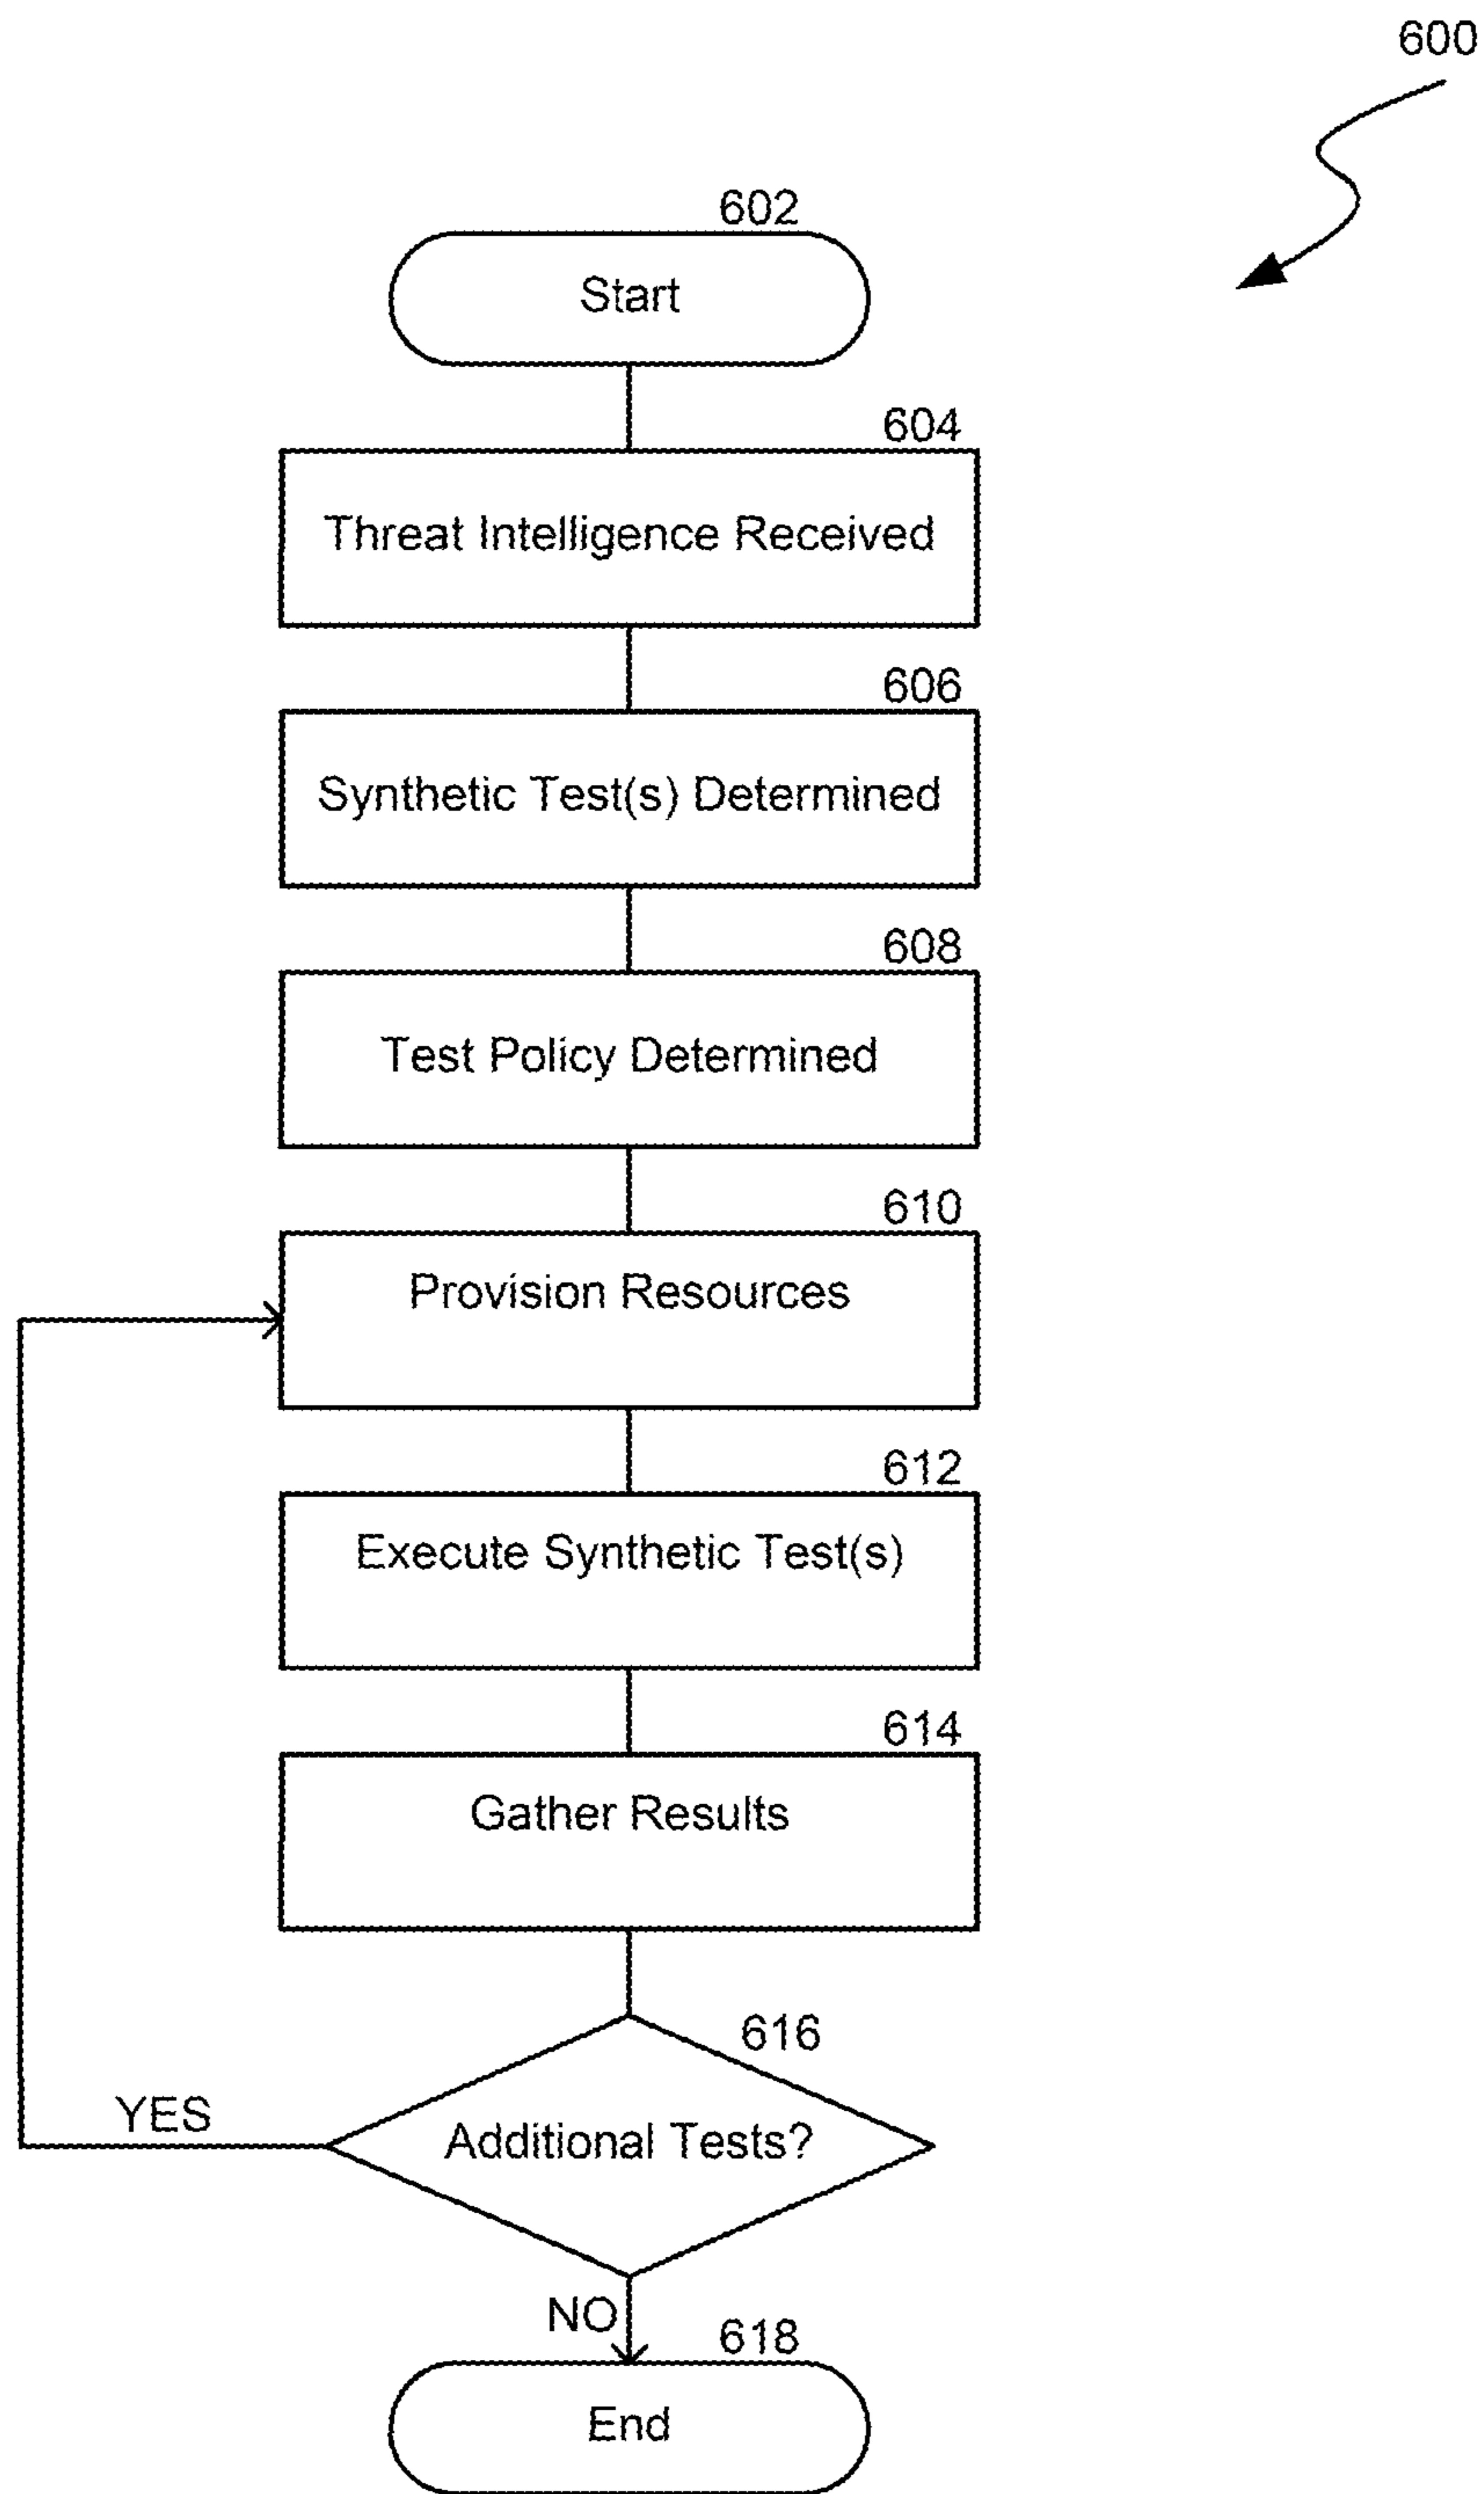 600
602
Start
604
Threat Intelligence Received
606
Synthetic Test(s) Determined
608
Test Policy Determined
610
Provision Resources
612
Execute Synthetic Test(s)
614
Gather Results
616
YES
Additional Tests?
NO
618
End